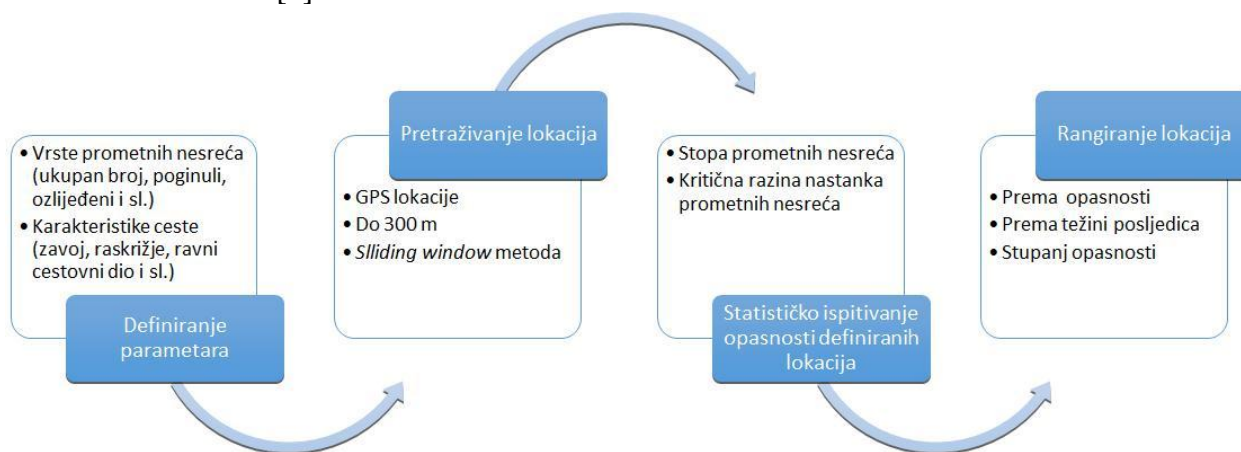 • Vrste prometnih nesreća
(ukupan broj, poginuli,
ozlijeđeni i sl.)
• Karakteristike ceste
(zavoj, raskrižje, ravni
cestovni dio i sl.)
Definiranje
parametara
Pretraživanje lokacija
• GPS lokacije
• Do 300 m
• Slliding window metoda
• Stopa prometnih nesreća
• Kritična razina nastanka
prometnih nesreća
Statističko ispitivanje
opasnosti definiranih
lokacija
Rangiranje lokacija
• Prema opasnosti
• Prema težini posljedica
• Stupanj opasnosti